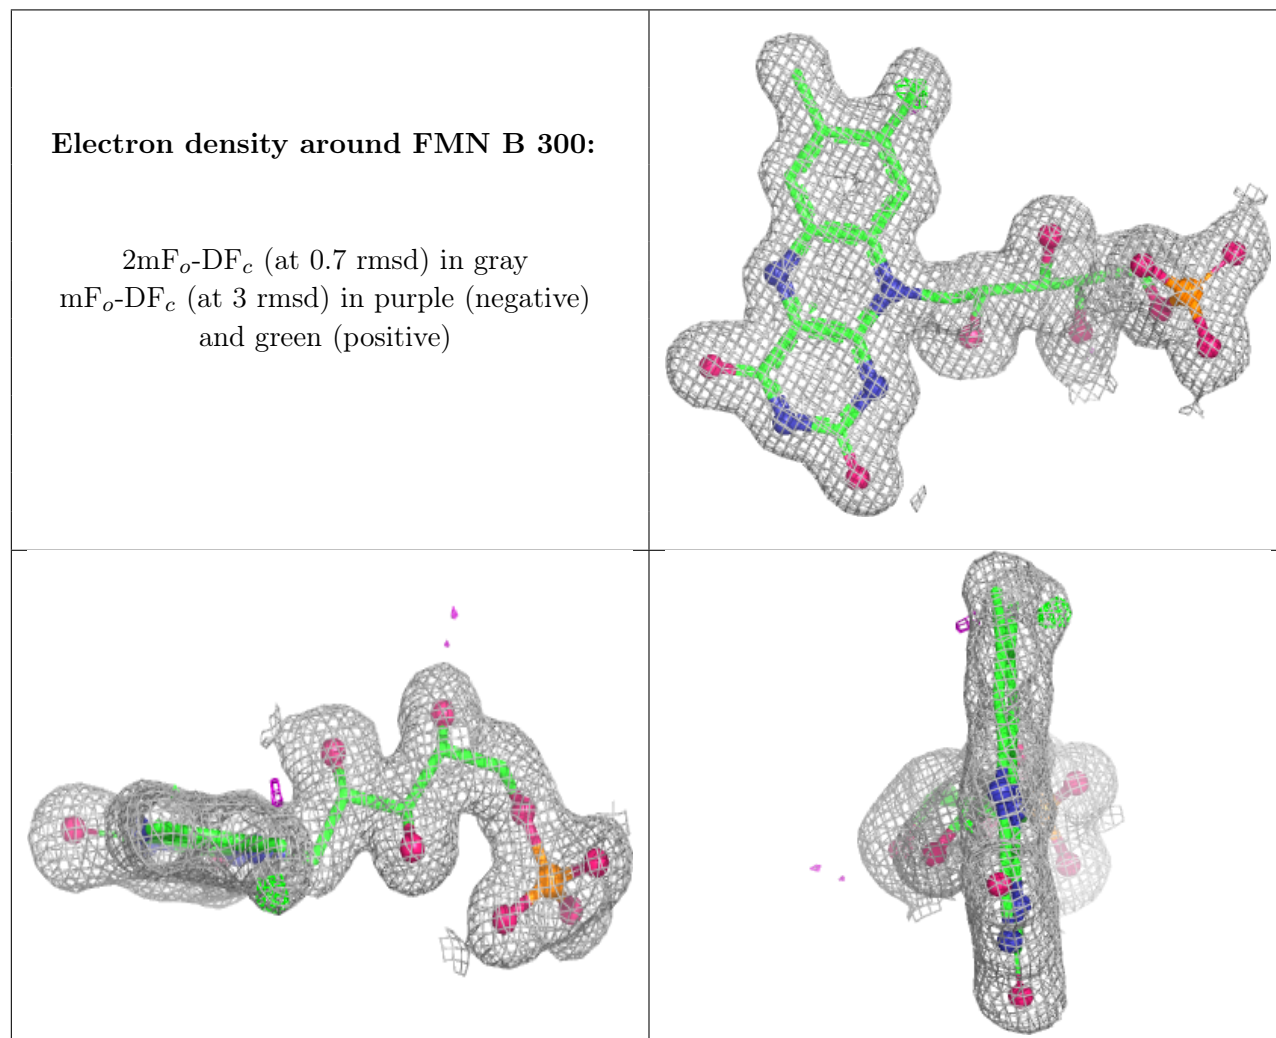 Electron density around FMN B 300:
2mFo-DFc (at 0.7 rmsd) in gray
mFo-DFc (at 3 rmsd) in purple (negative)
and green (positive)